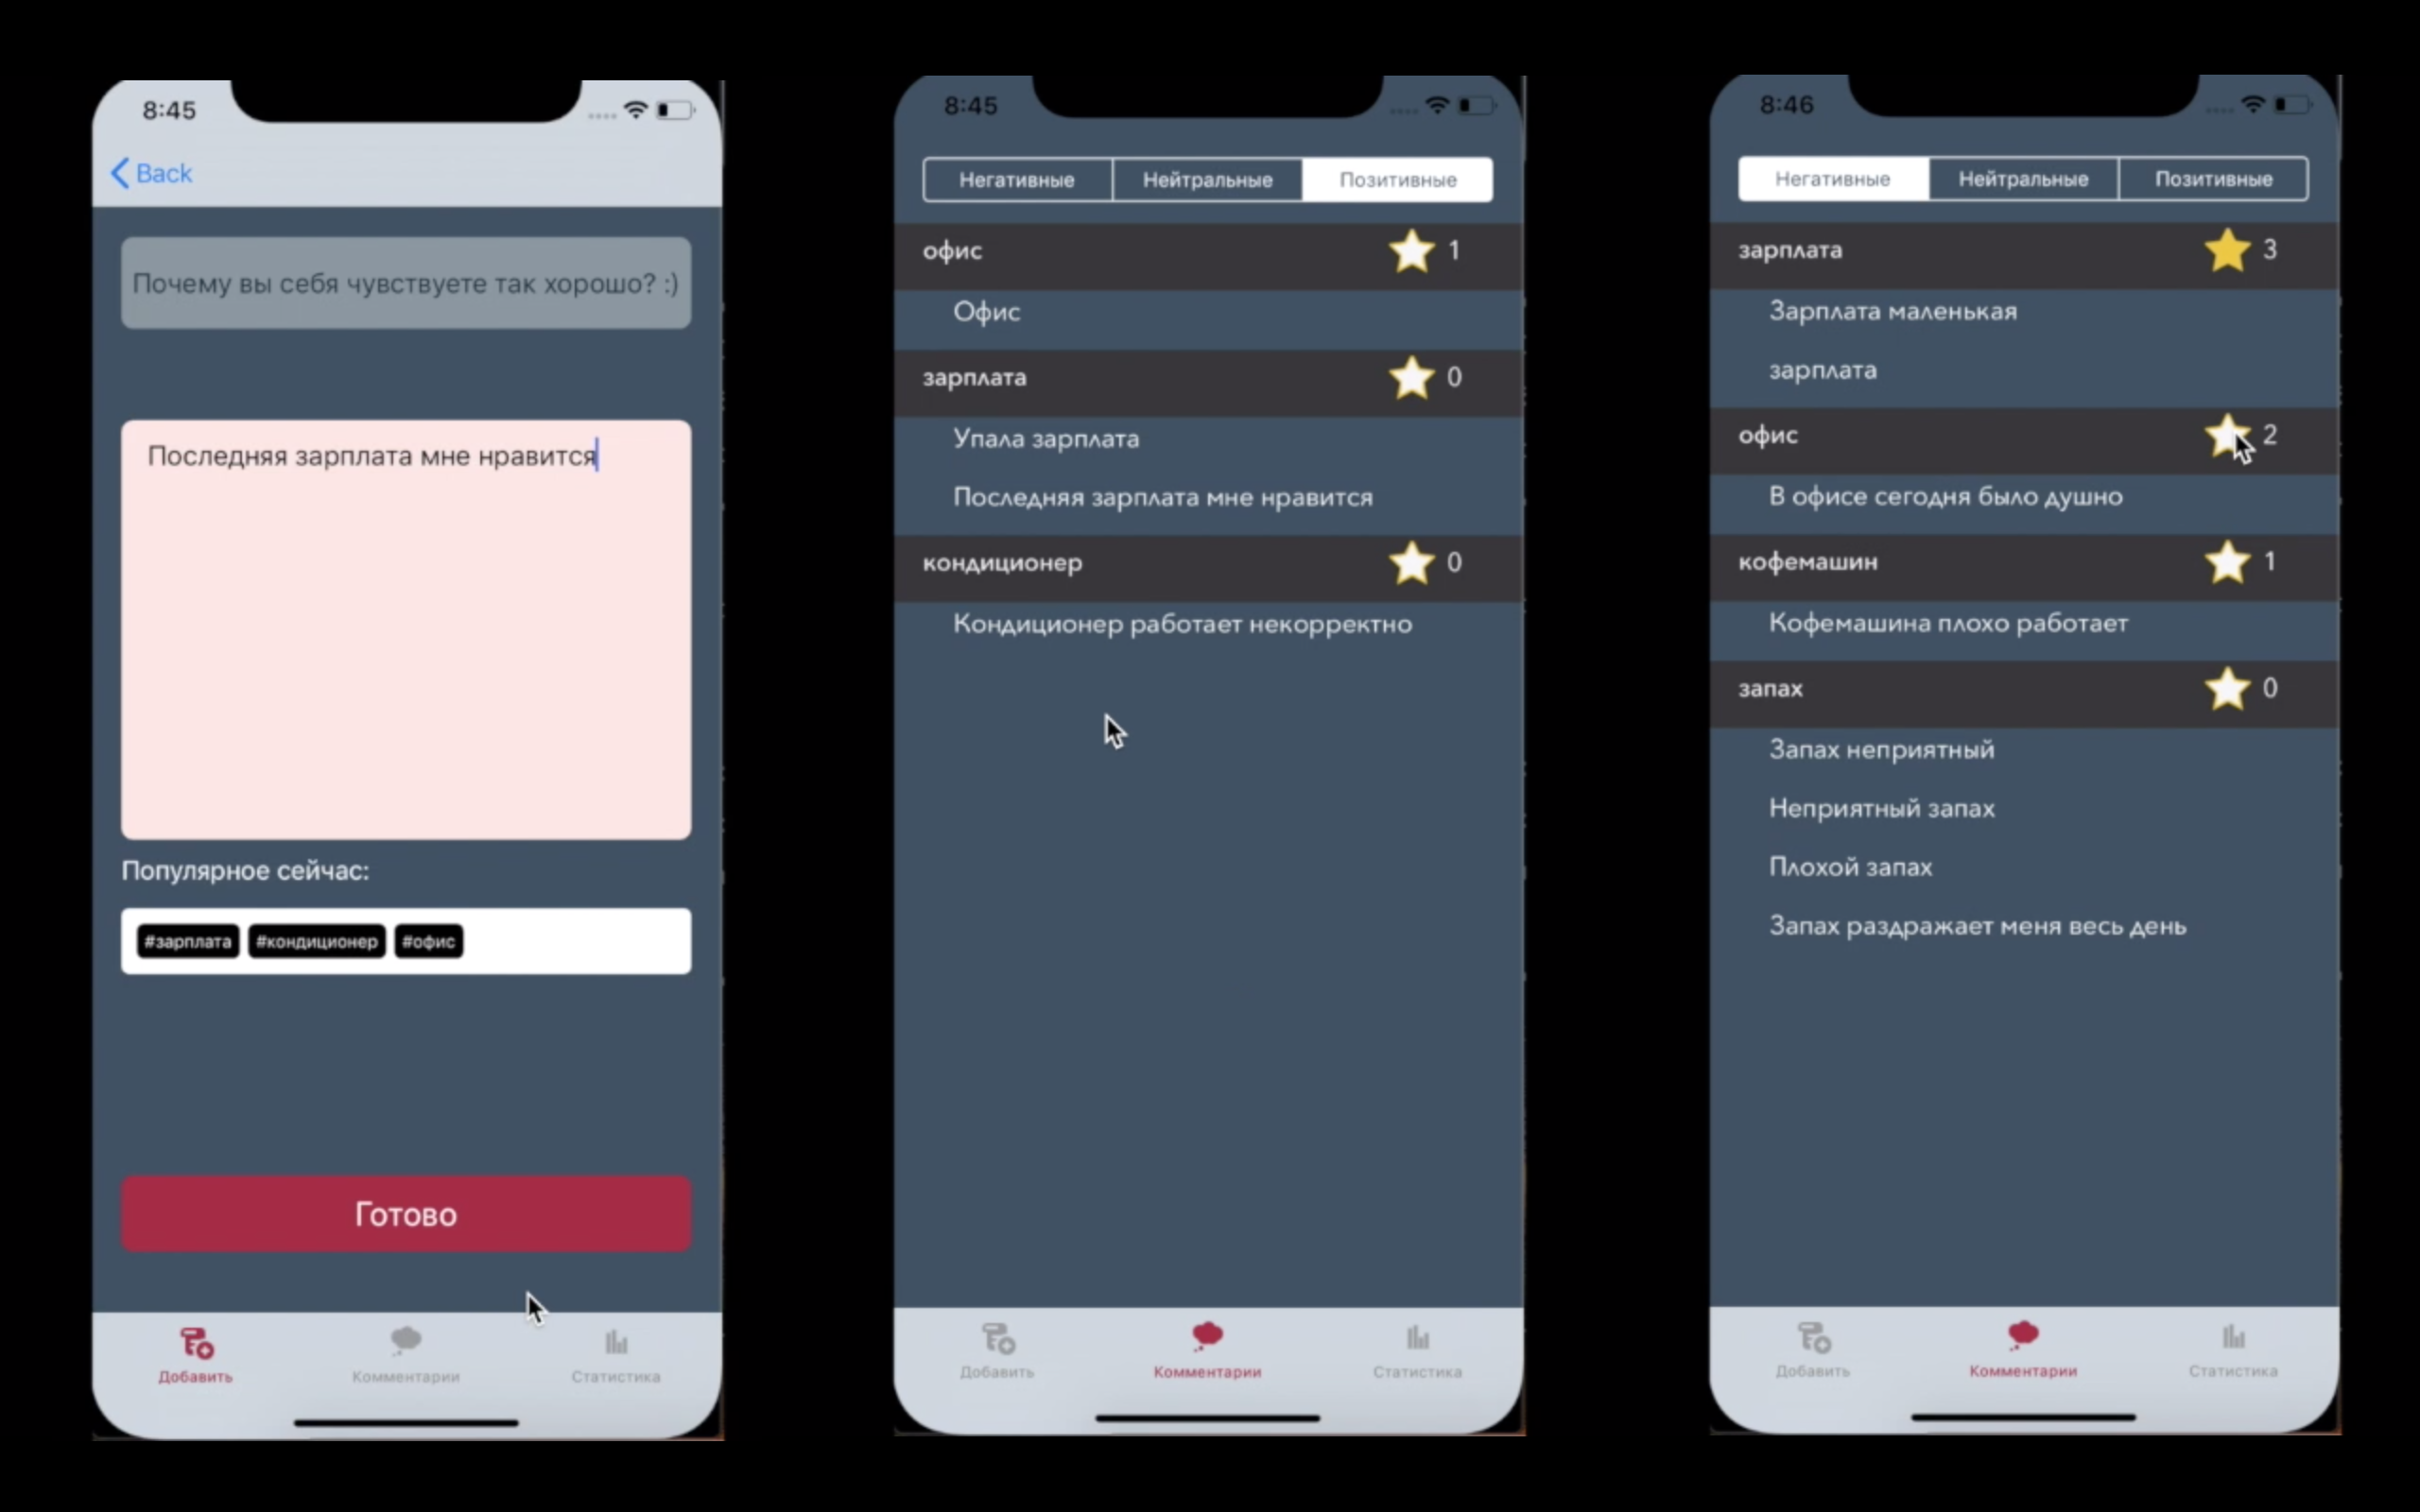 8:45
Back
Почему вы себя чувствуете так хорошо? :)
Последняя зарплата мне нравится
Популярное сейчас:
#зарплата #кондиционер #офис
Готово
Добавить Комментарии Статистика
8:45
Негативные Нейтральные Позитивные
офис 1
Офис
зарплата 0
Упала зарплата
Последняя зарплата мне нравится
кондиционер 0
Кондиционер работает некорректно
Добавить Комментарии Статистика
8:46
Негативные Нейтральные Позитивные
зарплата 3
Зарплата маленькая
зарплата
офис 2
В офисе сегодня было душно
кофемашин 1
Кофемашина плохо работает
запах 0
Запах неприятный
Неприятный запах
Плохой запах
Запах раздражает меня весь день
Добавить Комментарии Статистика